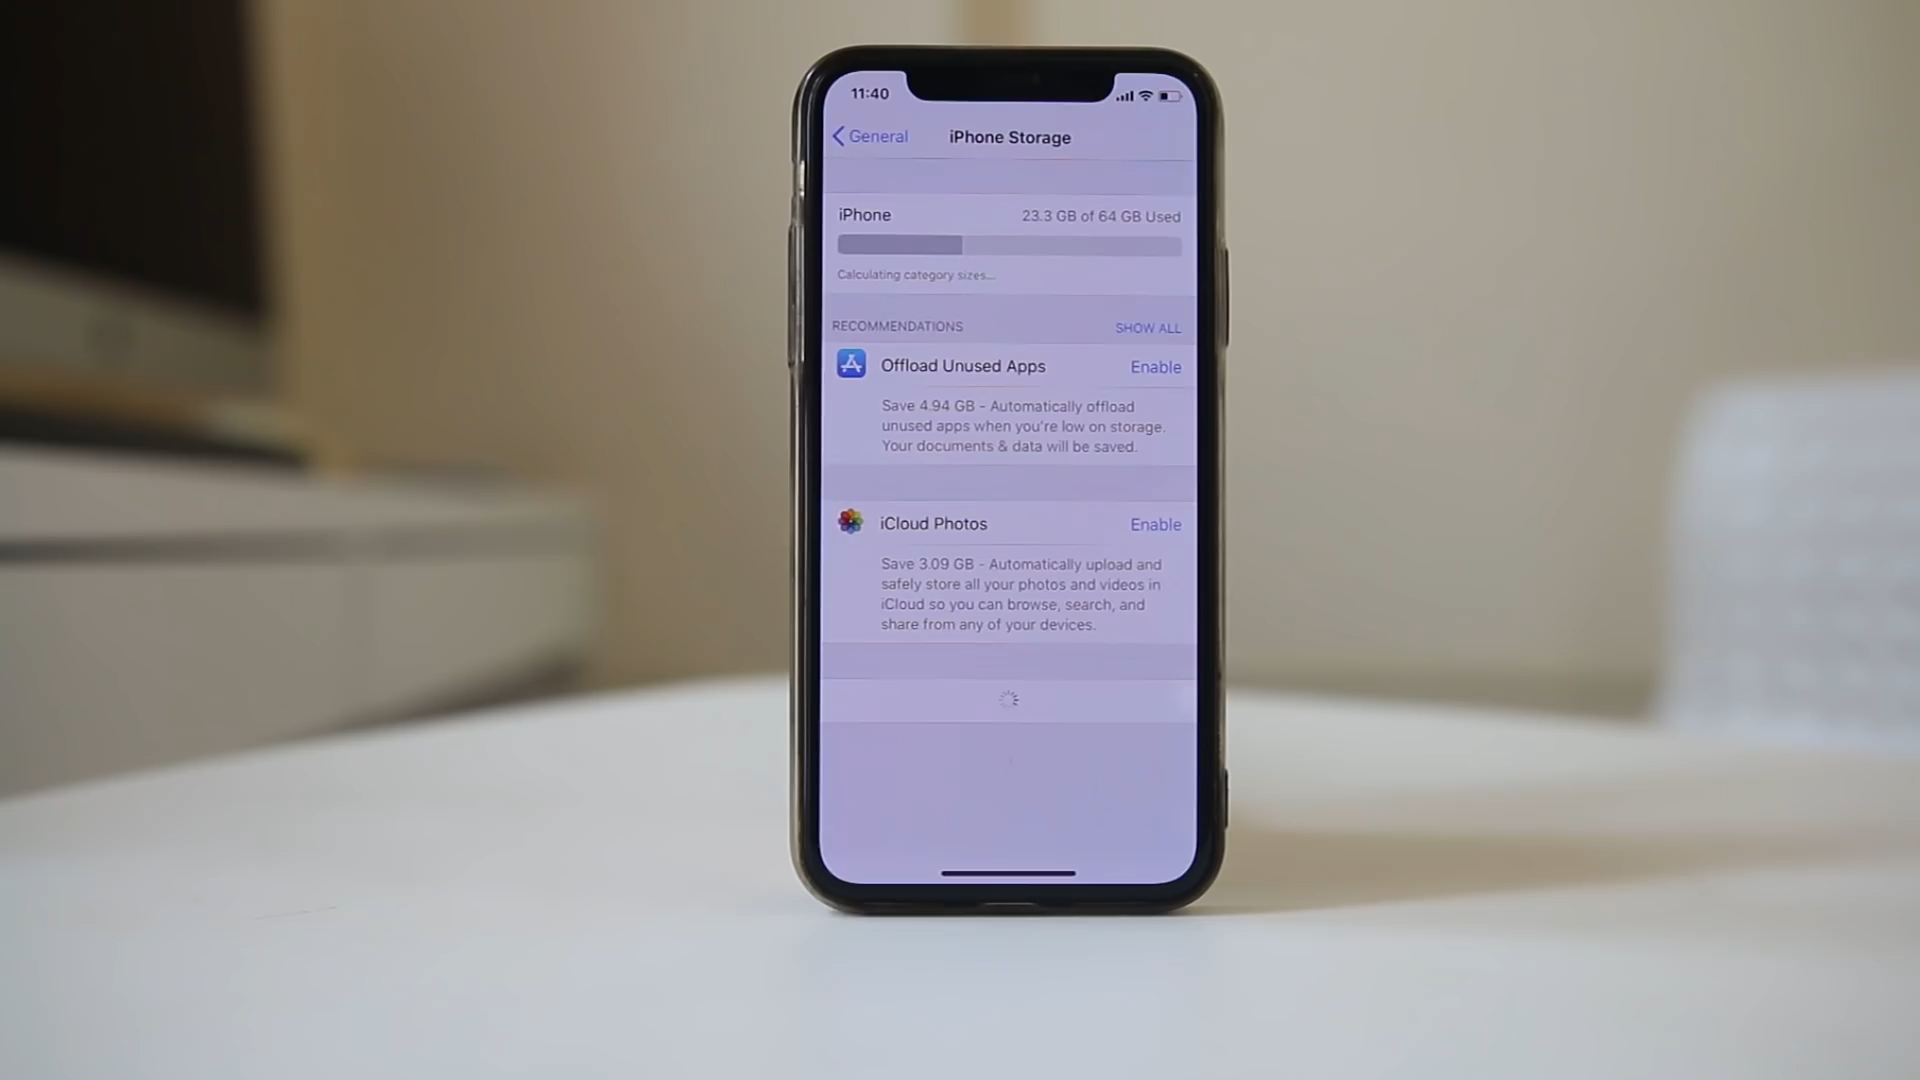 11:40
General
iPhone Storage
iPhone
23.3 GB of 64 GB Used
Calculating category sizes...
RECOMMENDATIONS
SHOW ALL
Offload Unused Apps
Enable
Save 4.94 GB - Automatically offload
unused apps when you're low on storage.
Your documents & data will be saved.
iCloud Photos
Enable
Save 3.09 GB - Automatically upload and
safely store all your photos and videos in
iCloud so you can browse, search, and
share from any of your devices.